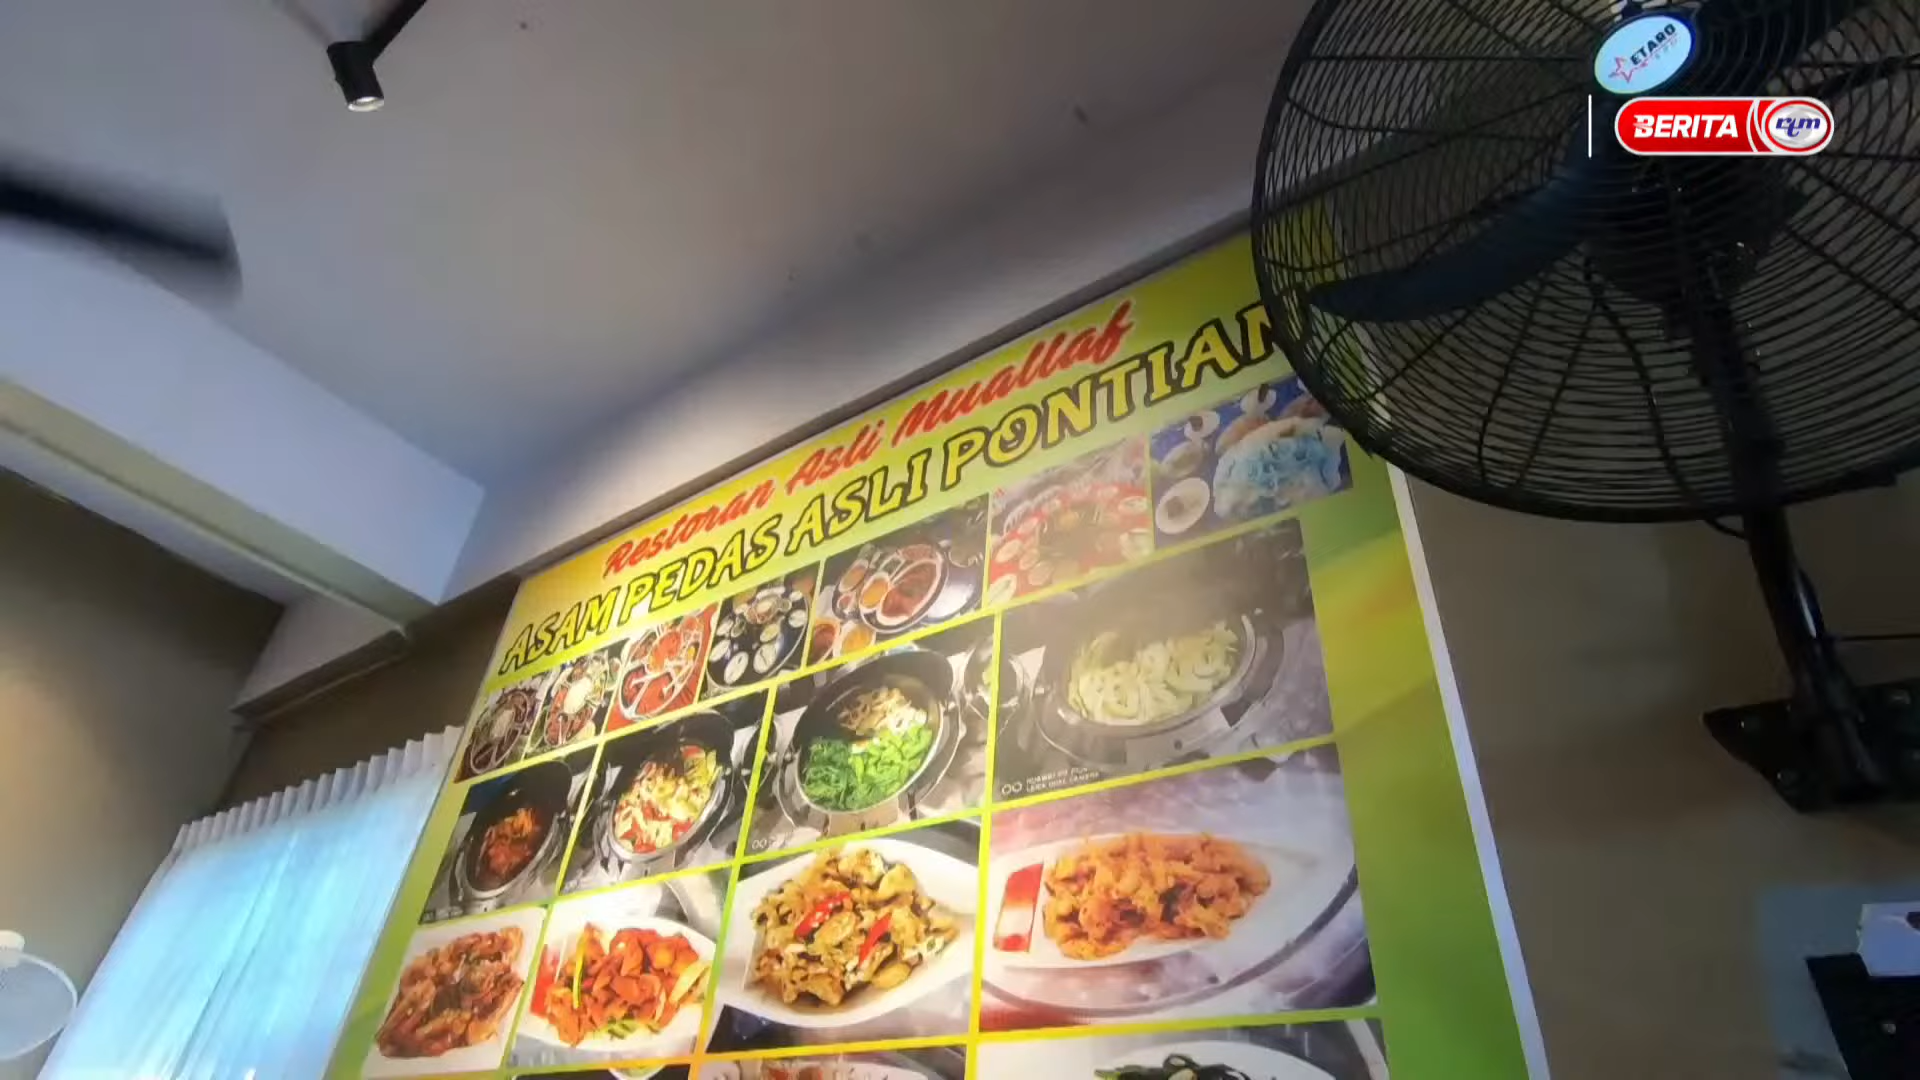 ETARO
BERITA rtm
Restoran Asli Muallaf
ASAM PEDAS ASLI PONTIAN